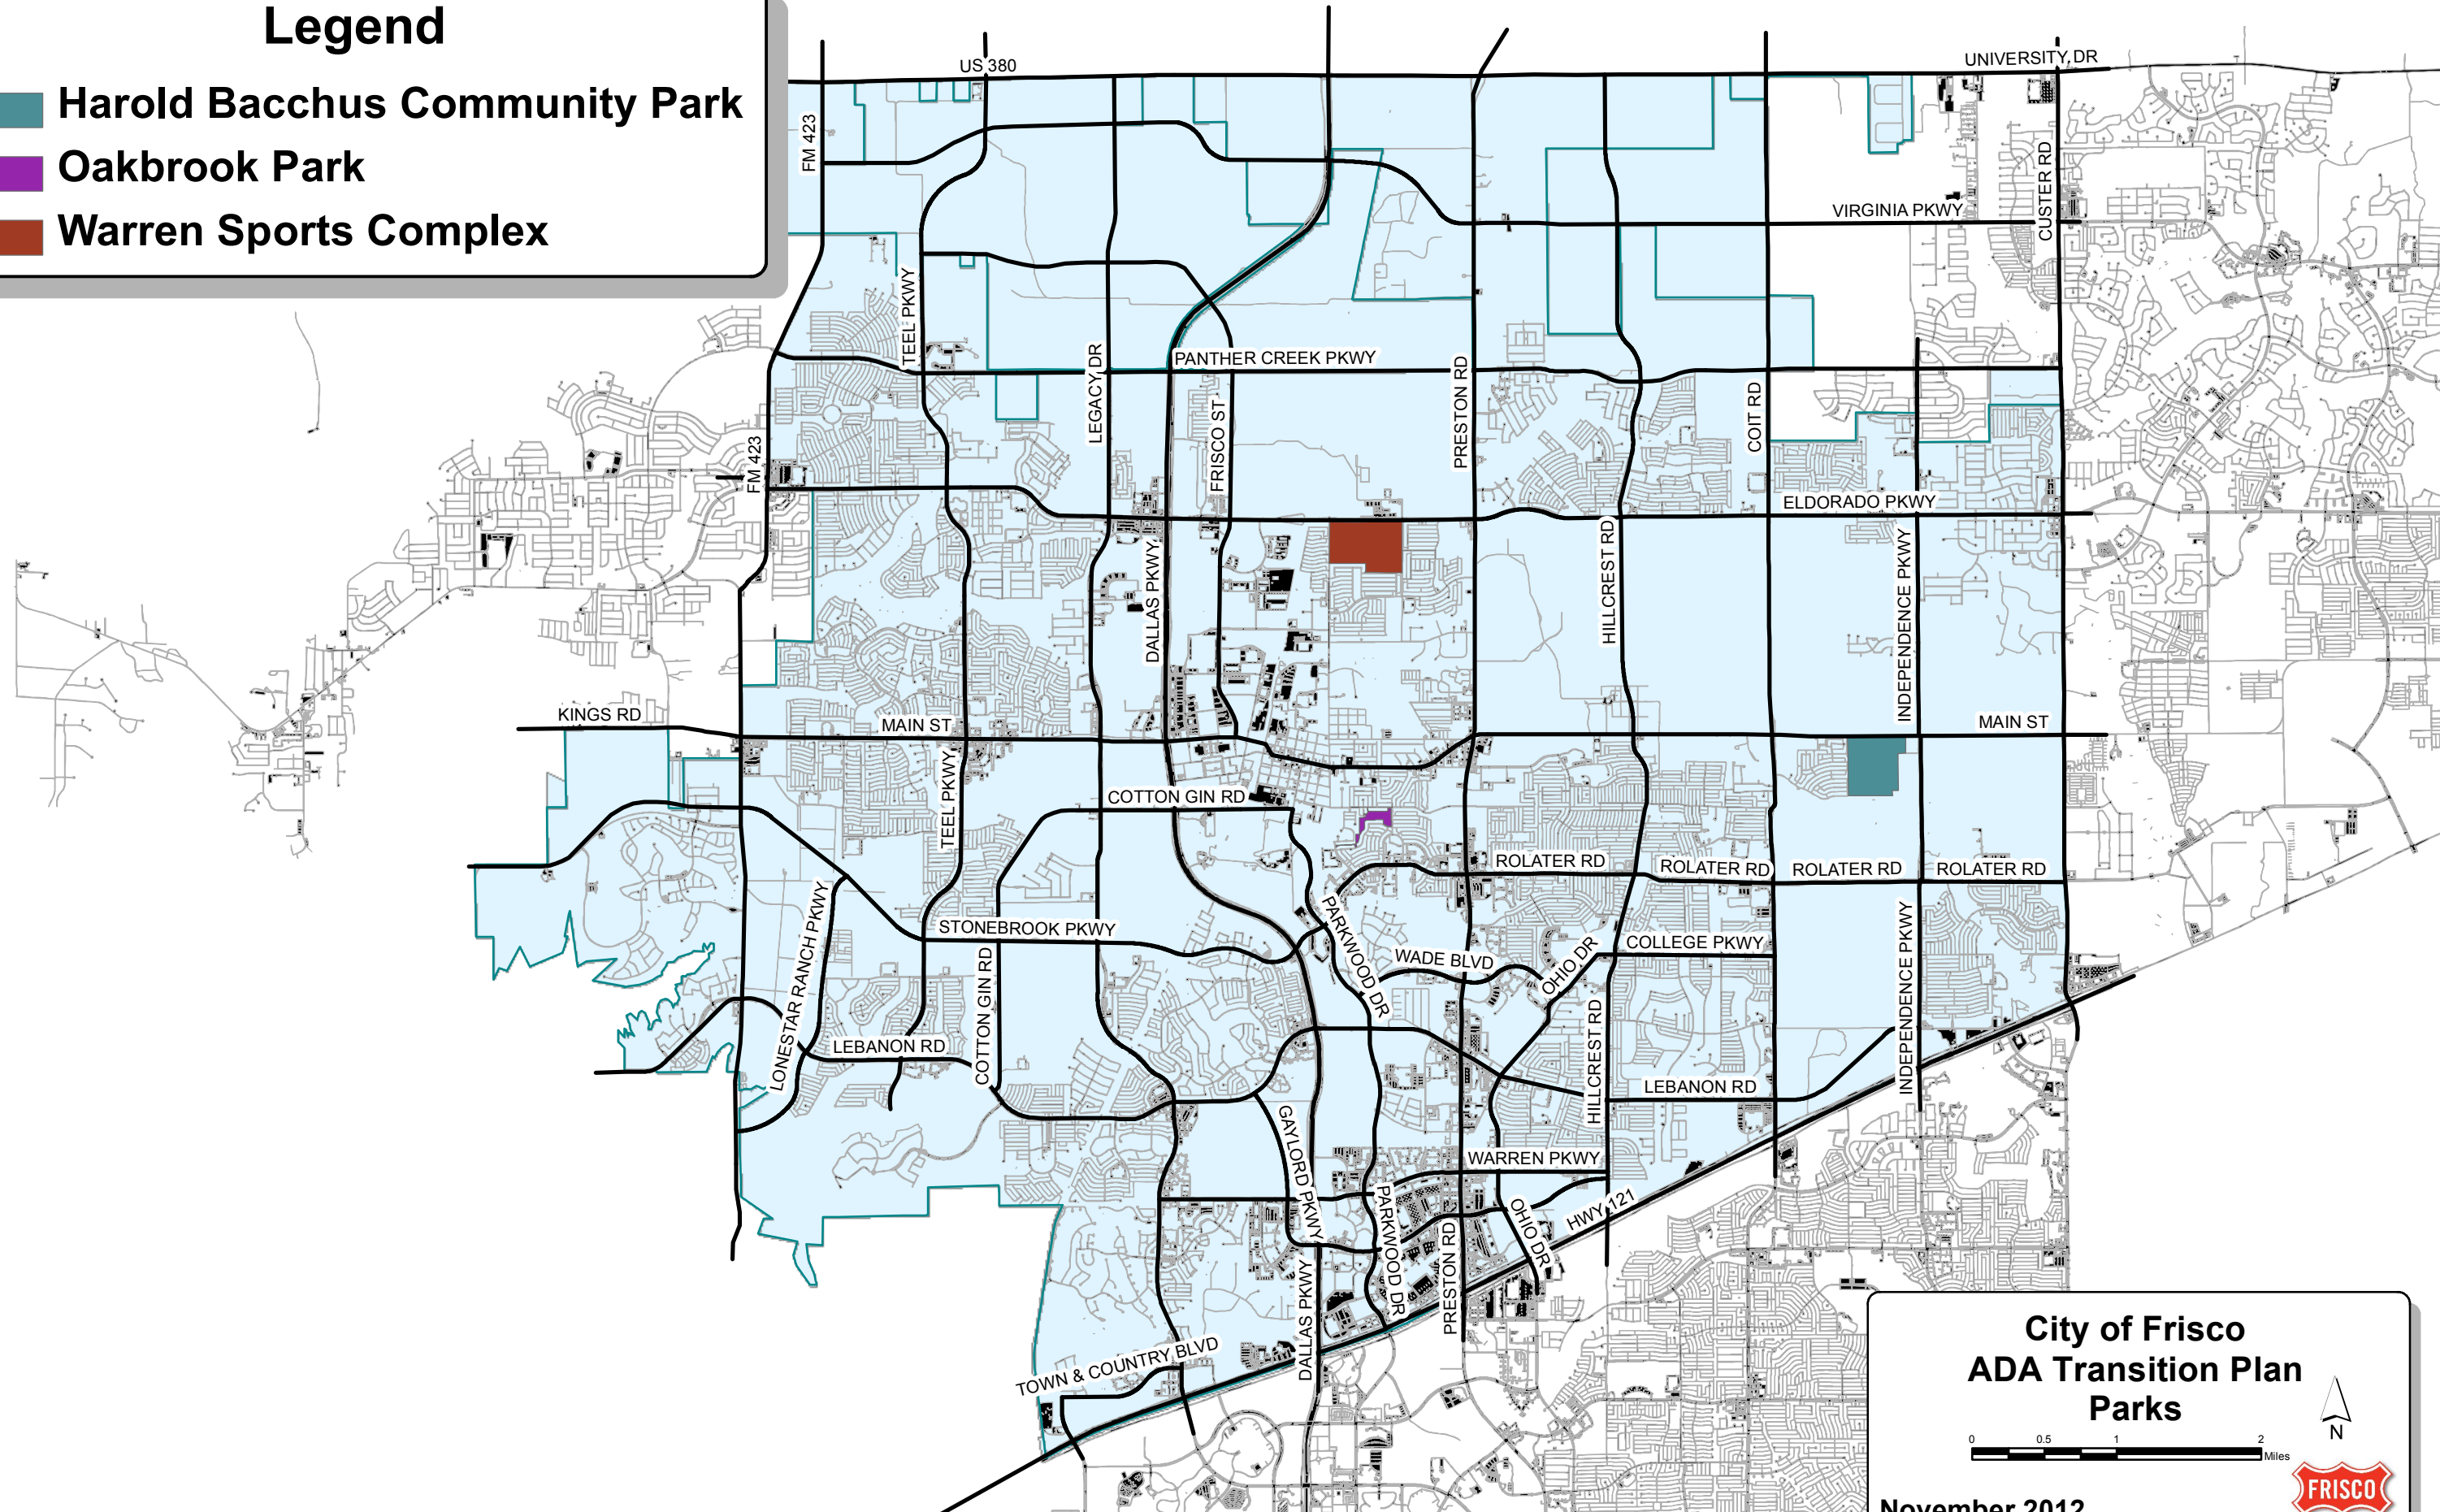 Legend
Harold Bacchus Community Park
Oakbrook Park
Warren Sports Complex
US 380
UNIVERSITY DR
FM 423
CUSTER RD
VIRGINIA PKWY
TEEL PKWY
LEGACY DR
PANTHER CREEK PKWY
PRESTON RD
COIT RD
FRISCO ST
FM 423
ELDORADO PKWY
DALLAS PKWY
HILLCREST RD
INDEPENDENCE PKWY
KINGS RD
MAIN ST
MAIN ST
TEEL PKWY
COTTON GIN RD
ROLATER RD
ROLATER RD
ROLATER RD
ROLATER RD
LONESTAR RANCH PKWY
STONEBROOK PKWY
PARKWOOD DR
WADE BLVD
OHIO DR
COLLEGE PKWY
INDEPENDENCE PKWY
COTTON GIN RD
LEBANON RD
HILLCREST RD
LEBANON RD
GAYLORD PKWY
WARREN PKWY
PARKWOOD DR
OHIO DR
HWY 121
PRESTON RD
DALLAS PKWY
TOWN & COUNTRY BLVD
City of Frisco
ADA Transition Plan
Parks
N
0 0.5 1 2
Miles
FRISCO
November 2012